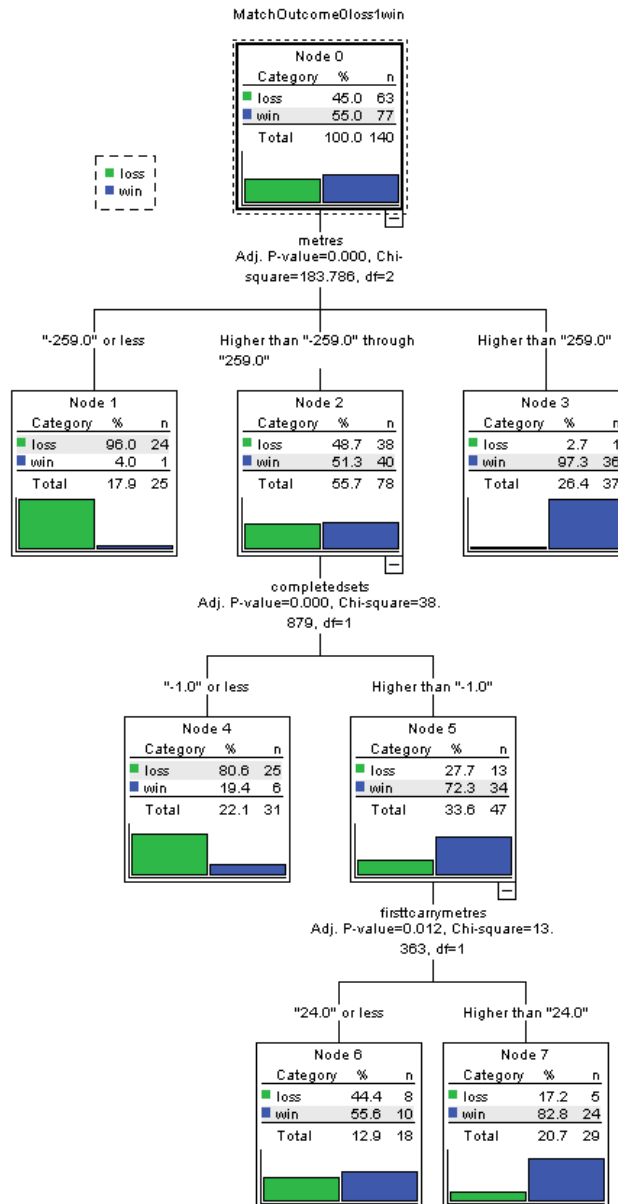 MatchOutcome0loss1win
Node 0
Category % n
loss 45.0 63
win 55.0 77
Total 100.0 140
loss
win
metres
Adj. P-value=0.000, Chi-
square=183.786, df=2
"-259.0" or less
Higher than "-259.0" through
"259.0"
Higher than "259.0"
Node 1
Category % n
loss 96.0 24
win 4.0 1
Total 17.9 25
Node 2
Category % n
loss 48.7 38
win 51.3 40
Total 55.7 78
Node 3
Category % n
loss 2.7 1
win 97.3 36
Total 26.4 37
completedsets
Adj. P-value=0.000, Chi-square=38.
879, df=1
"-1.0" or less
Higher than "-1.0"
Node 4
Category % n
loss 80.6 25
win 19.4 6
Total 22.1 31
Node 5
Category % n
loss 27.7 13
win 72.3 34
Total 33.6 47
firsttcarrymetres
Adj. P-value=0.012, Chi-square=13.
363, df=1
"24.0" or less
Higher than "24.0"
Node 6
Category % n
loss 44.4 8
win 55.6 10
Total 12.9 18
Node 7
Category % n
loss 17.2 5
win 82.8 24
Total 20.7 29